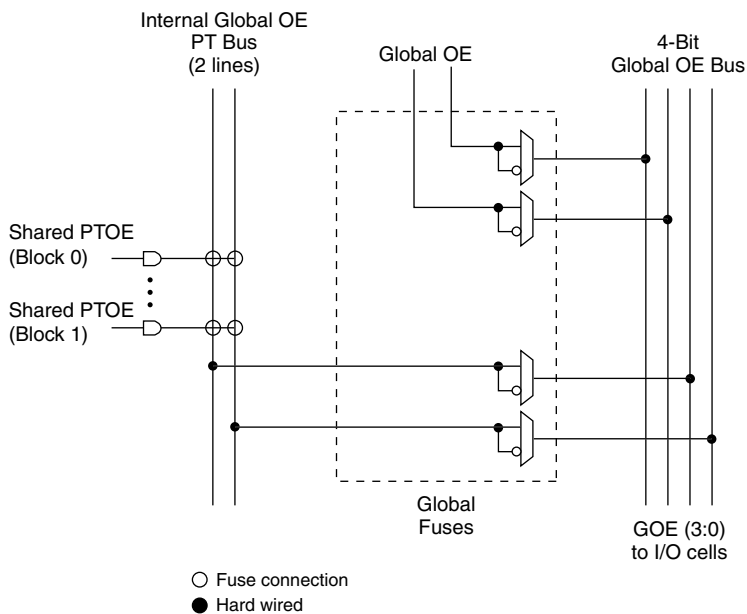 Internal Global OE
PT Bus
(2 lines)
Global OE
4-Bit
Global OE Bus
Shared PTOE
(Block 0)
Shared PTOE
(Block 1)
Global
Fuses
GOE (3:0)
to I/O cells
Fuse connection
Hard wired